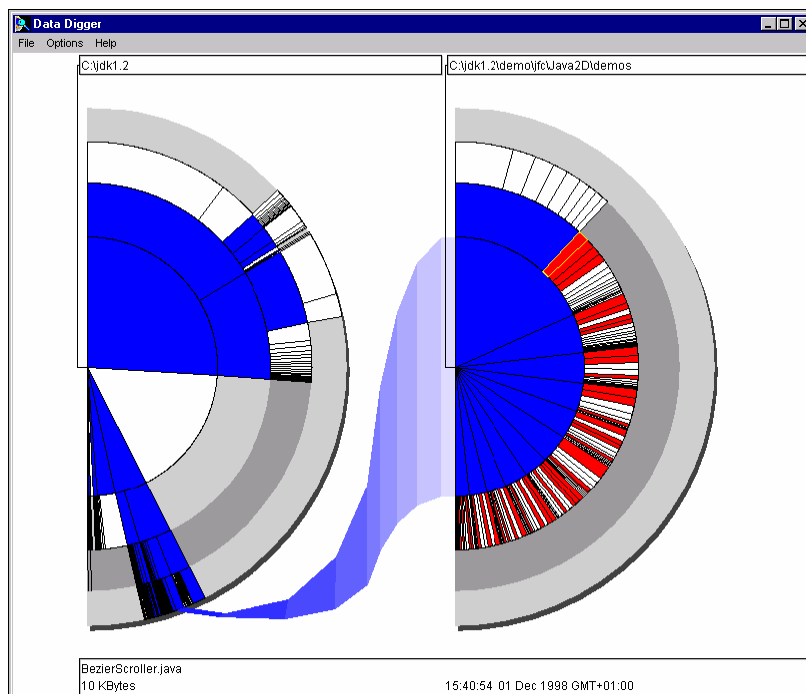 Data Digger
File Options Help
C:\jdk1.2
C:\jdk1.2\demo\jfc\Java2D\demos
BezierScroller.java
10 KBytes
15:40:54 01 Dec 1998 GMT+01:00